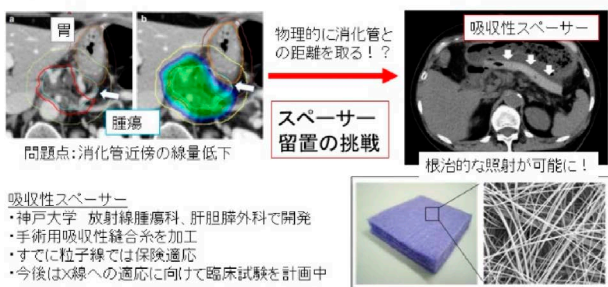 a
b
胃
腫瘍
問題点:消化管近傍の線量低下
物理的に消化管と
の距離を取る!?
スペーサー
留置の挑戦
吸収性スペーサー
根治的な照射が可能に!
吸収性スペーサー
・神戸大学 放射線腫瘍科、肝胆膵外科で開発
・手術用吸収性縫合糸を加工
・すでに粒子線では保険適応
・今後はX線への適応に向けて臨床試験を計画中